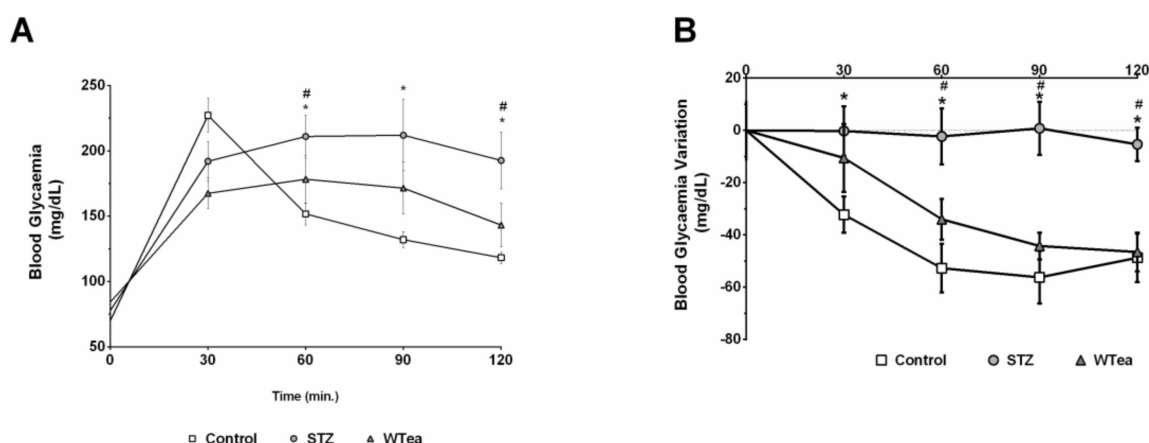 A
250
200
150
100
50
Blood Glycaemia
(mg/dL)
#
*
*
#
*
0 30 60 90 120
Time (min.)
Control STZ WTea
B
0 30 60 90 120
20
0
-20
-40
-60
-80
Blood Glycaemia Variation
(mg/dL)
*
#
*
#
*
#
*
Control STZ WTea